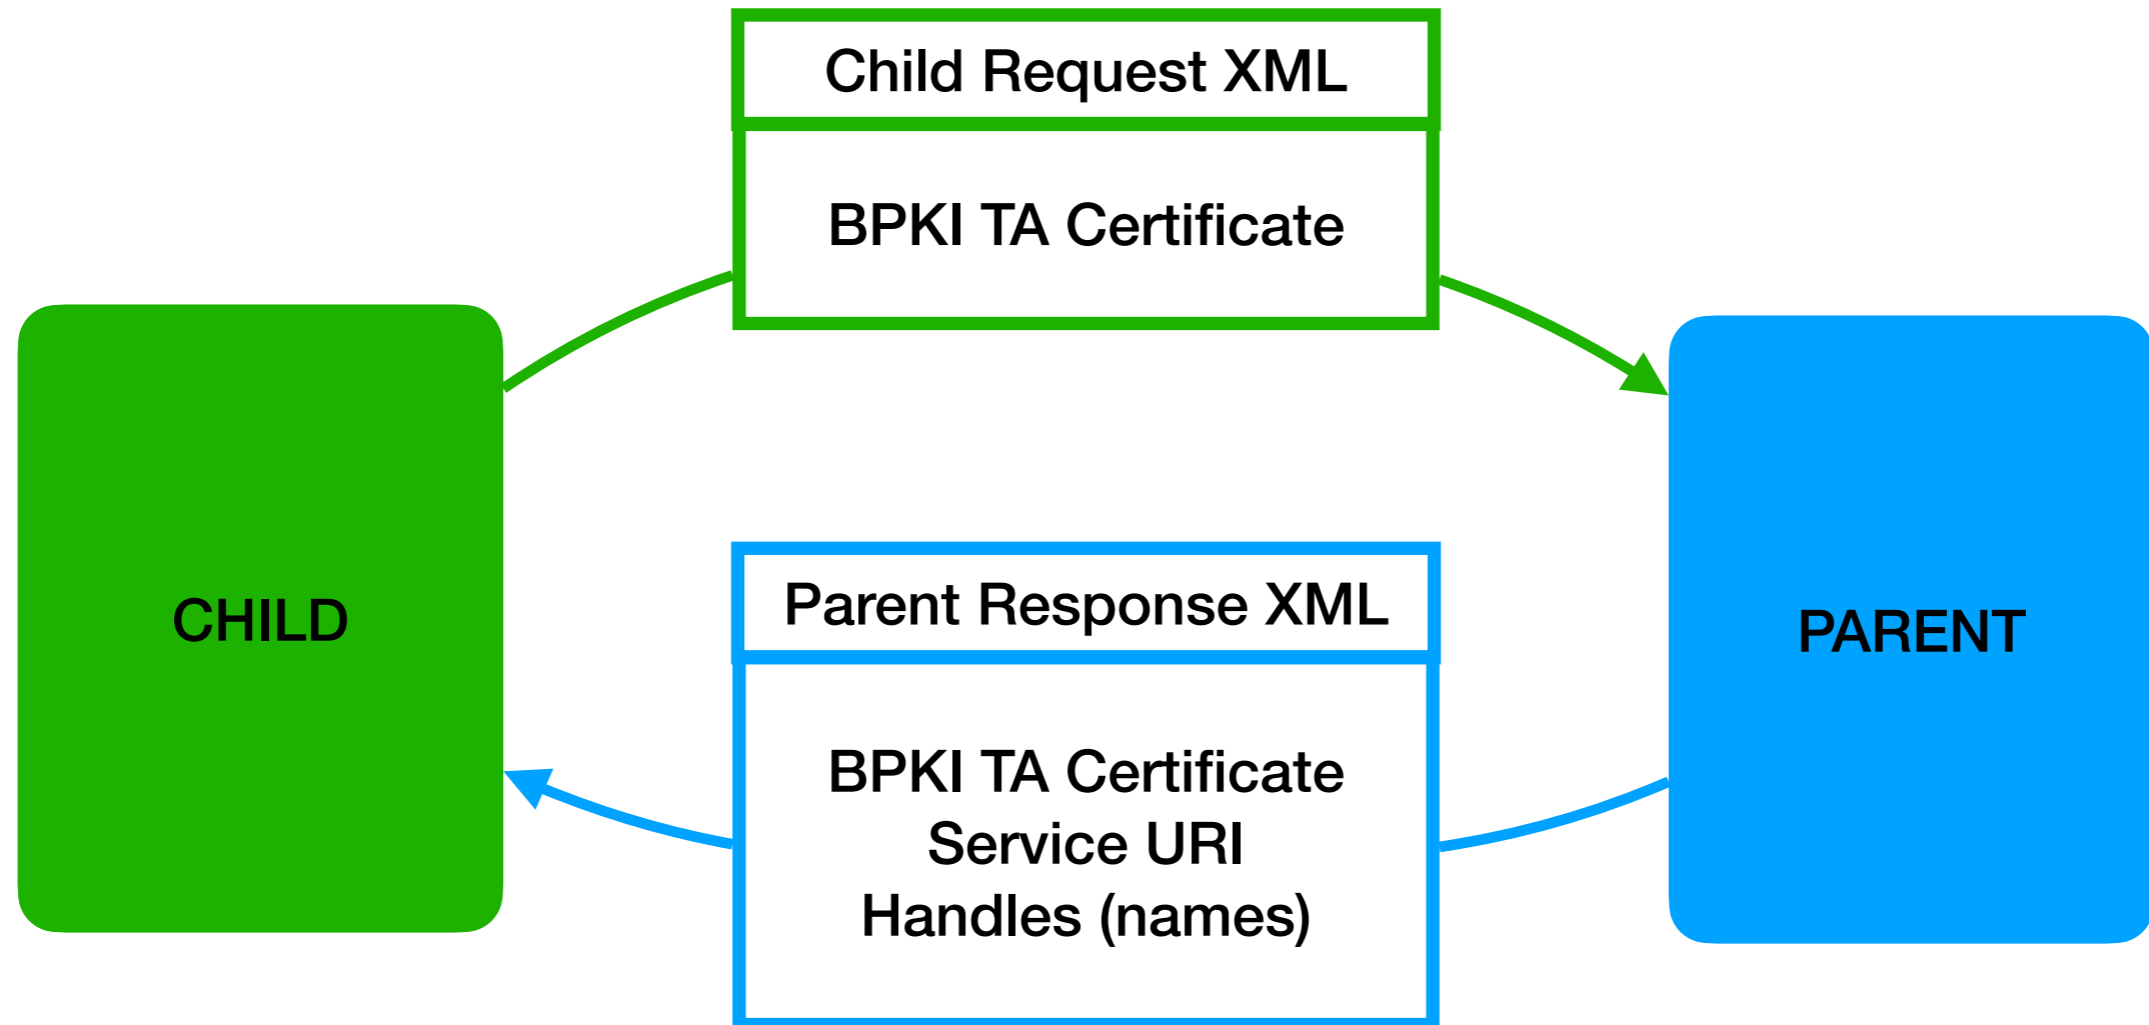 Child Request XML
BPKI TA Certificate
CHILD
PARENT
Parent Response XML
BPKI TA Certificate
Service URI
Handles (names)